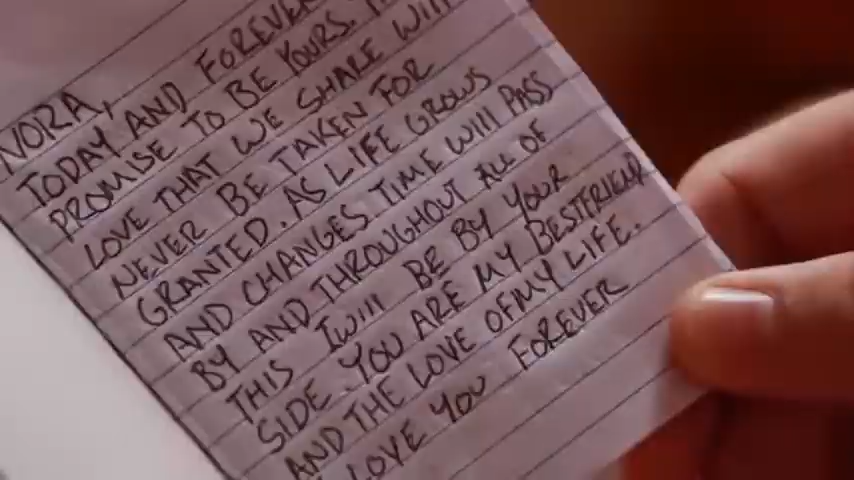 NORA,
TODAY AND FOREVER
PROMISE TO BE YOURS.
LOVE THAT WE SHARE WILL
NEVER BE TAKEN FOR
GRANTED. AS LIFE GROWS
AND CHANGES TIME WILL PASS
BY AND THROUGHOUT ALL OF
THIS I will BE BY YOUR
SIDE. YOU ARE MY BESTFRIEND
AND THE LOVE OF MY LIFE.
LOVE YOU FOREVER